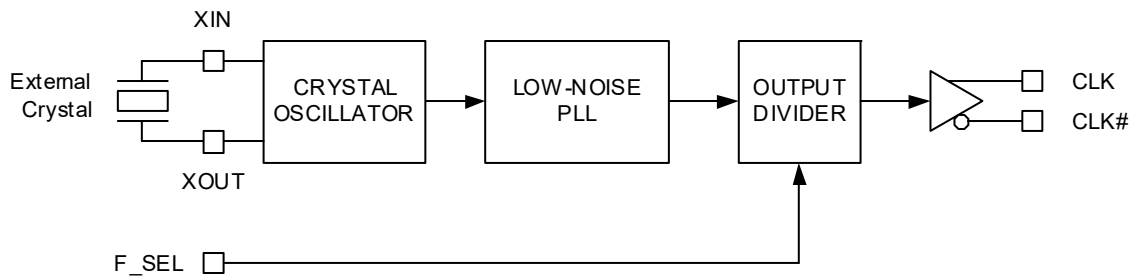 XIN
External
Crystal
XOUT
CRYSTAL
OSCILLATOR
LOW-NOISE
PLL
OUTPUT
DIVIDER
CLK
CLK#
F_SEL